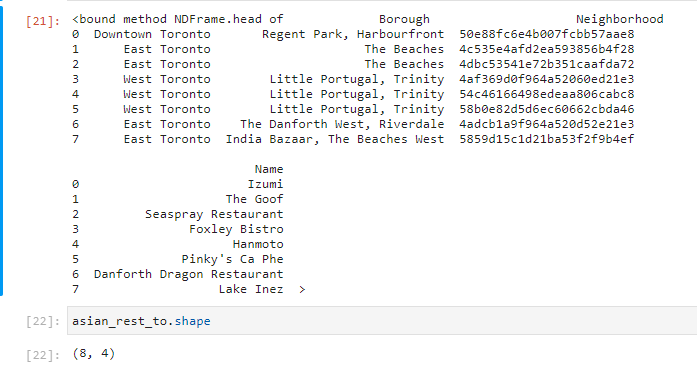 [21]: <bound method NDFrame.head of Borough Neighborhood
0 Downtown Toronto Regent Park, Harbourfront 50e88fc6e4b007fcbb57aae8
1 East Toronto The Beaches 4c535e4afd2ea593856b4f28
2 East Toronto The Beaches 4dbc53541e72b351caafda72
3 West Toronto Little Portugal, Trinity 4af369d0f964a52060ed21e3
4 West Toronto Little Portugal, Trinity 54c46166498edeaa806cabc8
5 West Toronto Little Portugal, Trinity 58b0e82d5d6ec60662cbda46
6 East Toronto The Danforth West, Riverdale 4adcb1a9f964a520d52e21e3
7 East Toronto India Bazaar, The Beaches West 5859d15c1d21ba53f2f9b4ef
Name
0 Izumi
1 The Goof
2 Seaspray Restaurant
3 Foxley Bistro
4 Hanmoto
5 Pinky's Ca Phe
6 Danforth Dragon Restaurant
7 Lake Inez >
[22]: asian_rest_to.shape
[22]: (8, 4)